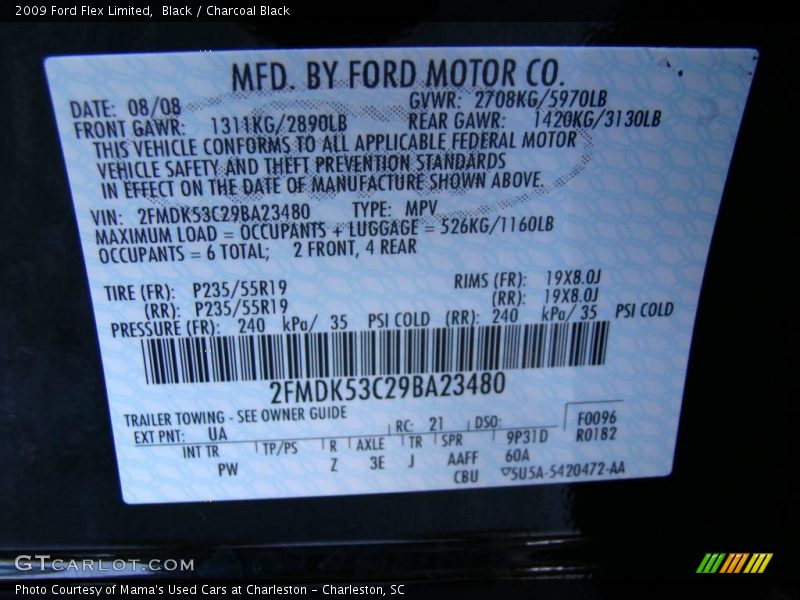 2009 Ford Flex Limited,  Black / Charcoal Black
MFD. BY FORD MOTOR CO.
DATE: 08/08 GVWR: 2708KG/5970LB
FRONT GAWR: 1311KG/2890LB REAR GAWR: 1420KG/3130LB
THIS VEHICLE CONFORMS TO ALL APPLICABLE FEDERAL MOTOR
VEHICLE SAFETY AND THEFT PREVENTION STANDARDS
IN EFFECT ON THE DATE OF MANUFACTURE SHOWN ABOVE.
VIN: 2FMDK53C29BA23480 TYPE: MPV
MAXIMUM LOAD = OCCUPANTS + LUGGAGE = 526KG/1160LB
OCCUPANTS = 6 TOTAL; 2 FRONT, 4 REAR
TIRE (FR): P235/55R19 RIMS (FR): 19X8.0J
(RR): P235/55R19 (RR): 19X8.0J
PRESSURE (FR): 240 kPa/ 35 PSI COLD (RR): 240 kPa/ 35 PSI COLD
2FMDK53C29BA23480
TRAILER TOWING - SEE OWNER GUIDE
EXT PNT: UA RC: 21 DSO: F0096
INT TR TP/PS R AXLE TR SPR 9P31D R0182
PW Z 3E J AAFF 60A
CBU ▽5U5A-5420472-AA
GTCARLOT.COM
Photo Courtesy of Mama's Used Cars at Charleston - Charleston, SC